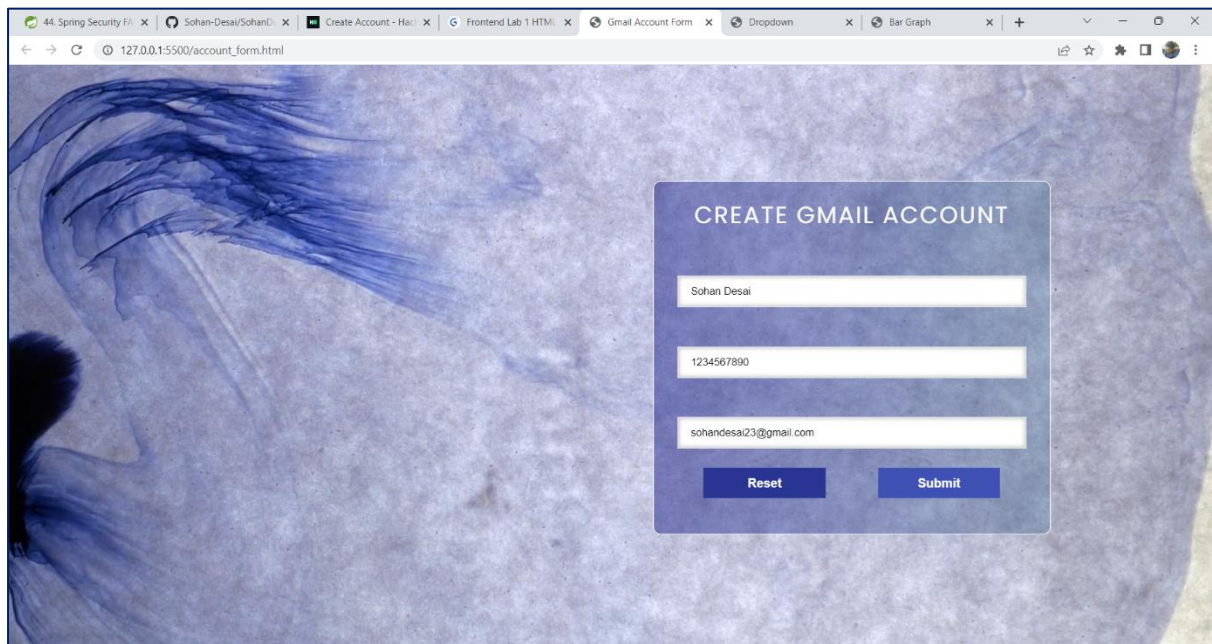 44. Spring Security FA
Sohan-Desai/SohanD
Create Account - Hack
Frontend Lab 1 HTML
Gmail Account Form
Dropdown
Bar Graph
127.0.0.1:5500/account_form.html
CREATE GMAIL ACCOUNT
Sohan Desai
1234567890
sohandesai23@gmail.com
Reset Submit